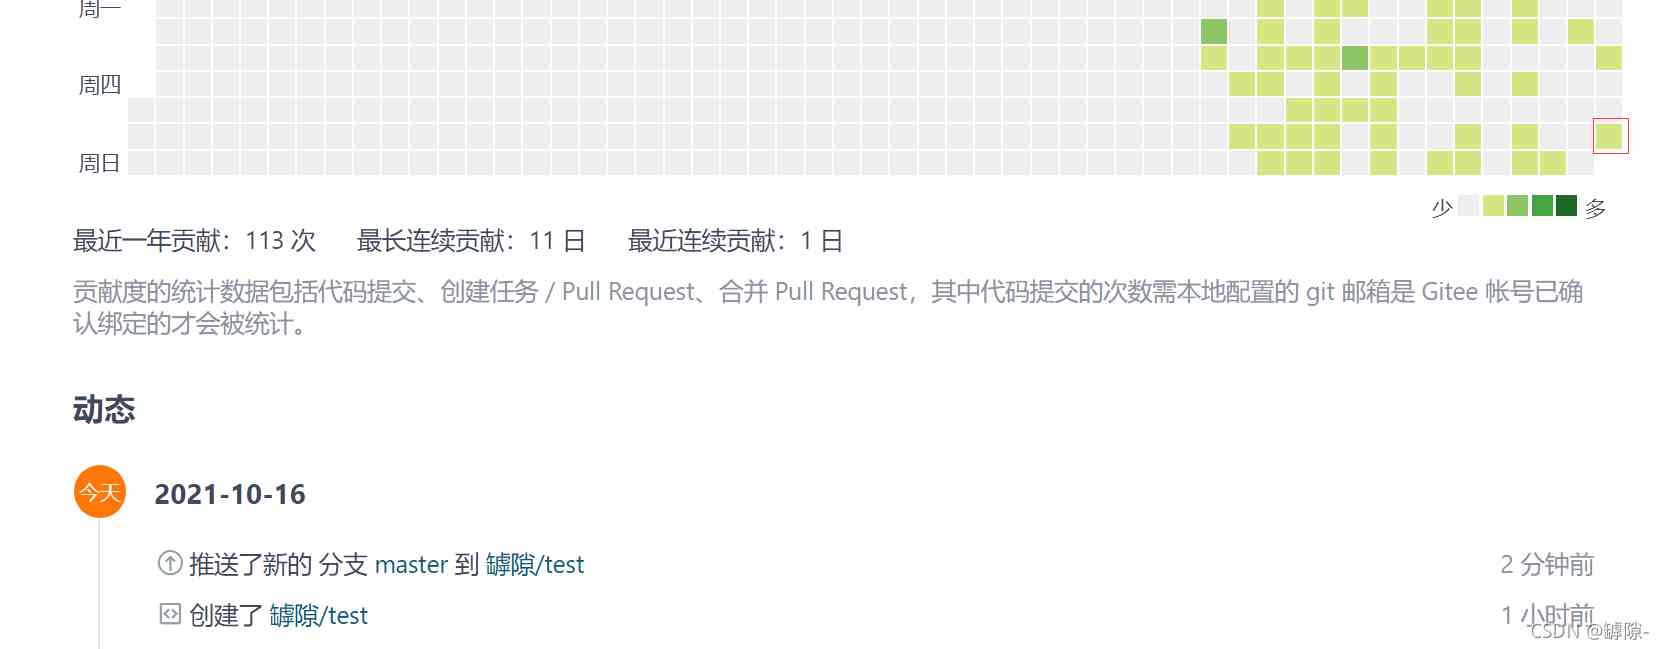 周一
周四
周日
少 多
最近一年贡献：113 次 最长连续贡献：11 日 最近连续贡献：1 日
贡献度的统计数据包括代码提交、创建任务 / Pull Request、合并 Pull Request，其中代码提交的次数需本地配置的 git 邮箱是 Gitee 帐号已确
认绑定的才会被统计。
动态
今天 2021-10-16
推送了新的 分支 master 到 罅隙/test 2 分钟前
创建了 罅隙/test 1 小时前
CSDN @罅隙-